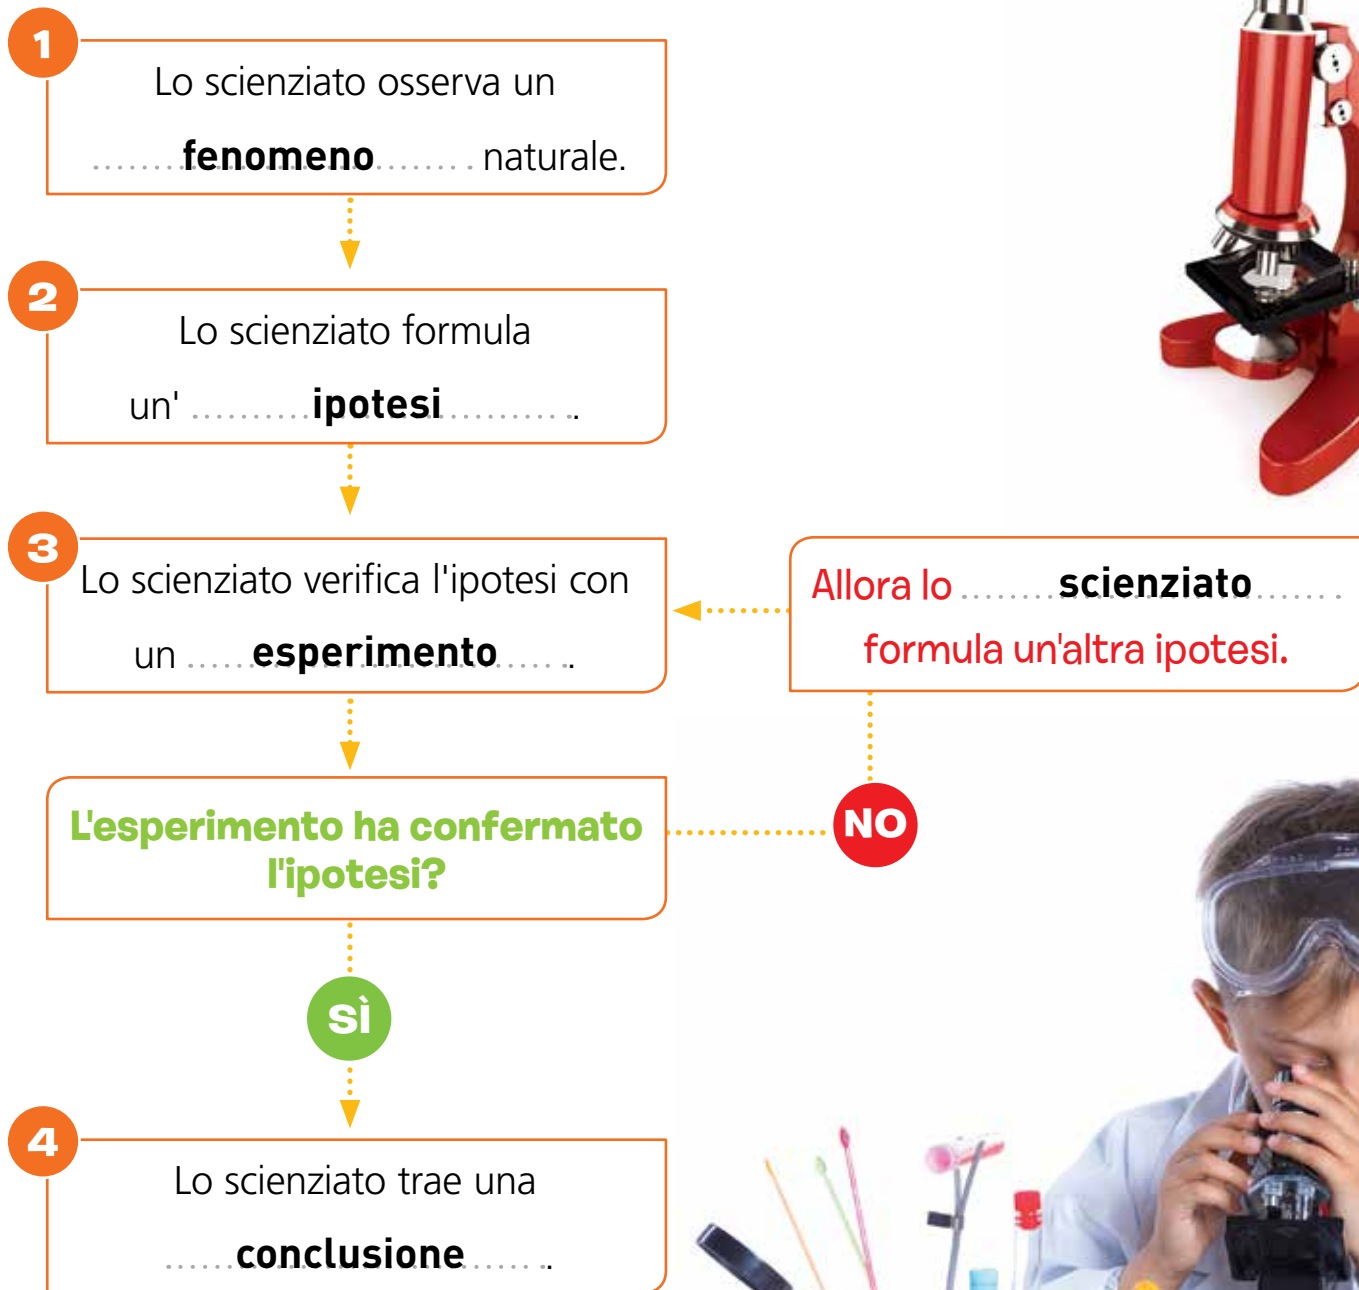 1
Lo scienziato osserva un
fenomeno naturale.
2
Lo scienziato formula
un' ipotesi.
3
Lo scienziato verifica l'ipotesi con
un esperimento.
Allora lo scienziato
formula un'altra ipotesi.
L'esperimento ha confermato
l'ipotesi?
NO
SÌ
4
Lo scienziato trae una
conclusione.